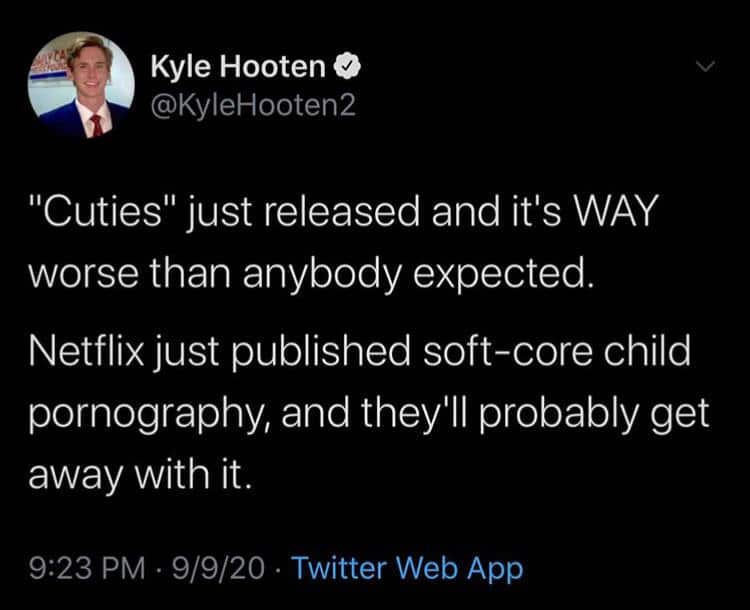 Kyle Hooten
@KyleHooten2
"Cuties" just released and it's WAY
worse than anybody expected.
Netflix just published soft-core child
pornography, and they'll probably get
away with it.
9:23 PM · 9/9/20 · Twitter Web App